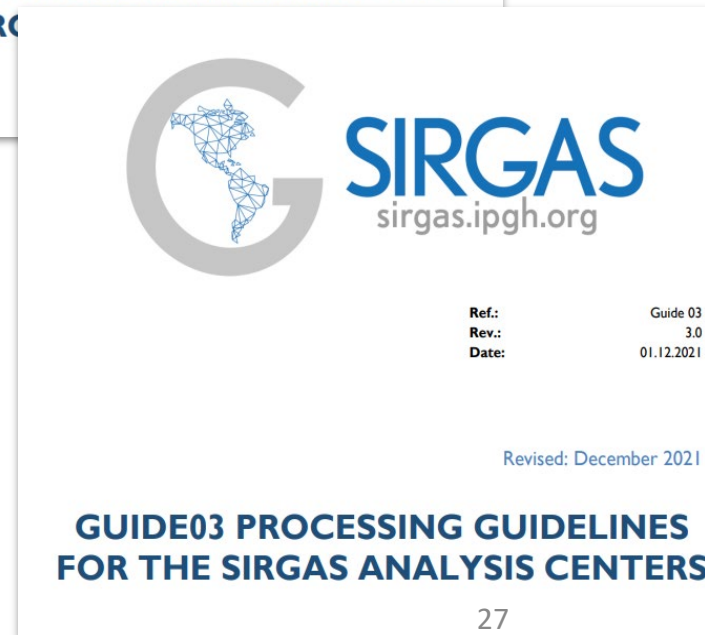 SIRGAS
sirgas.ipgh.org
Ref.: Guide 03
Rev.: 3.0
Date: 01.12.2021
Revised: December 2021
GUIDE03 PROCESSING GUIDELINES
FOR THE SIRGAS ANALYSIS CENTERS
27